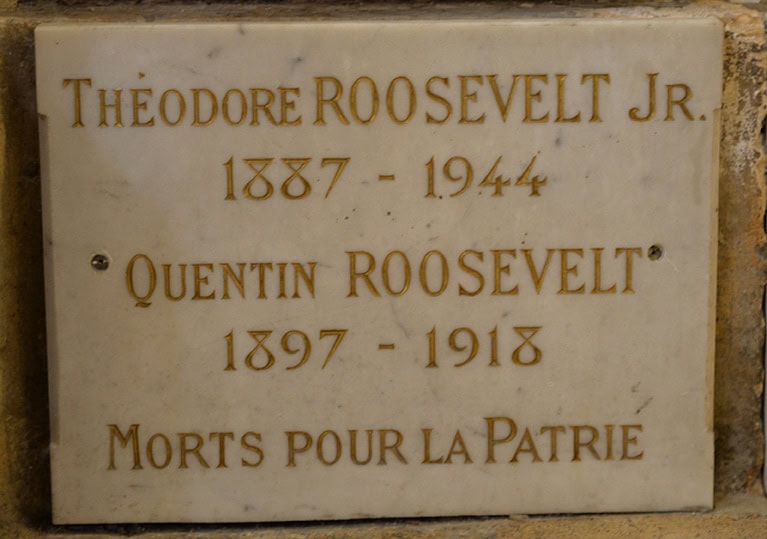 THÉODORE ROOSEVELT JR.
1887 - 1944
QUENTIN ROOSEVELT
1897 - 1918
MORTS POUR LA PATRIE